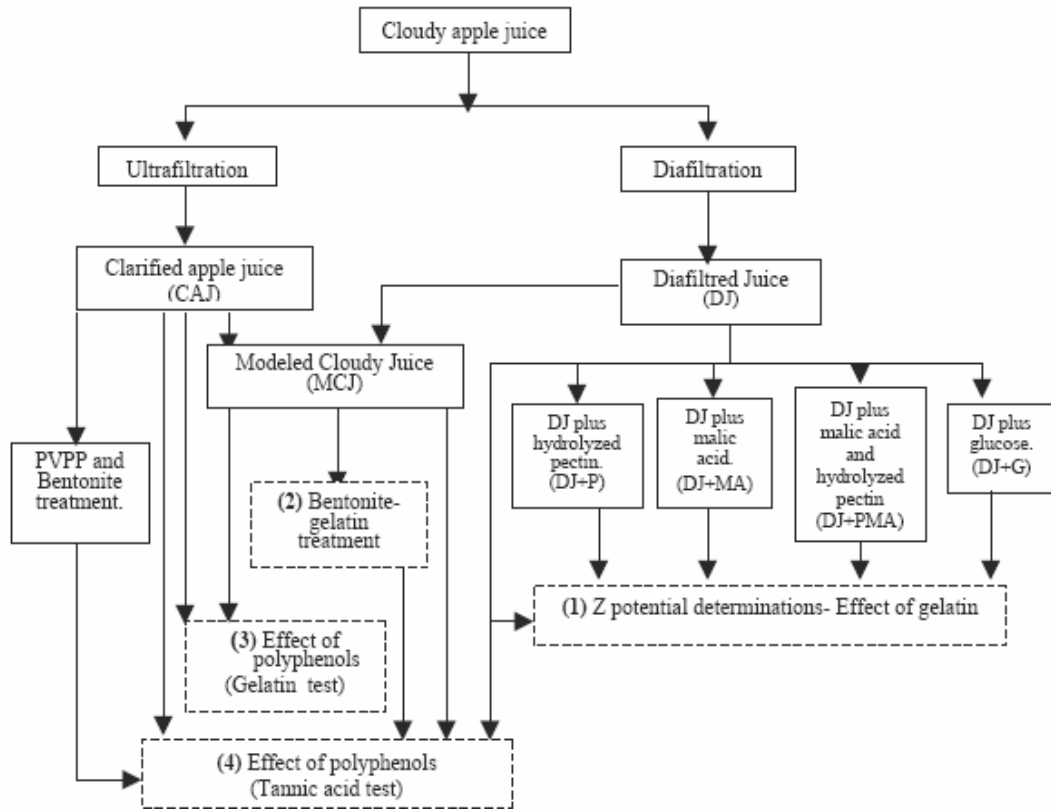 Cloudy apple juice
Ultrafiltration
Diafiltration
Clarified apple juice
(CAJ)
Diafiltred Juice
(DJ)
Modeled Cloudy Juice
(MCJ)
PVPP and
Bentonite
treatment.
DJ plus
hydrolyzed
pectin.
(DJ+P)
DJ plus
malic
acid.
(DJ+MA)
DJ plus
malic acid
and
hydrolyzed
pectin
(DJ+PMA)
DJ plus
glucose.
(DJ+G)
(2) Bentonite-
gelatin
treatment
(1) Z potential determinations- Effect of gelatin
(3) Effect of
polyphenols
(Gelatin test)
(4) Effect of polyphenols
(Tannic acid test)